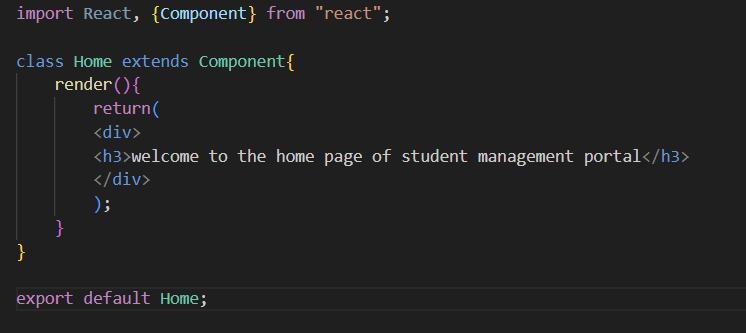 import React, {Component} from "react";
class Home extends Component{
render(){
return(
<div>
<h3>welcome to the home page of student management portal</h3>
</div>
);
}
}
export default Home;